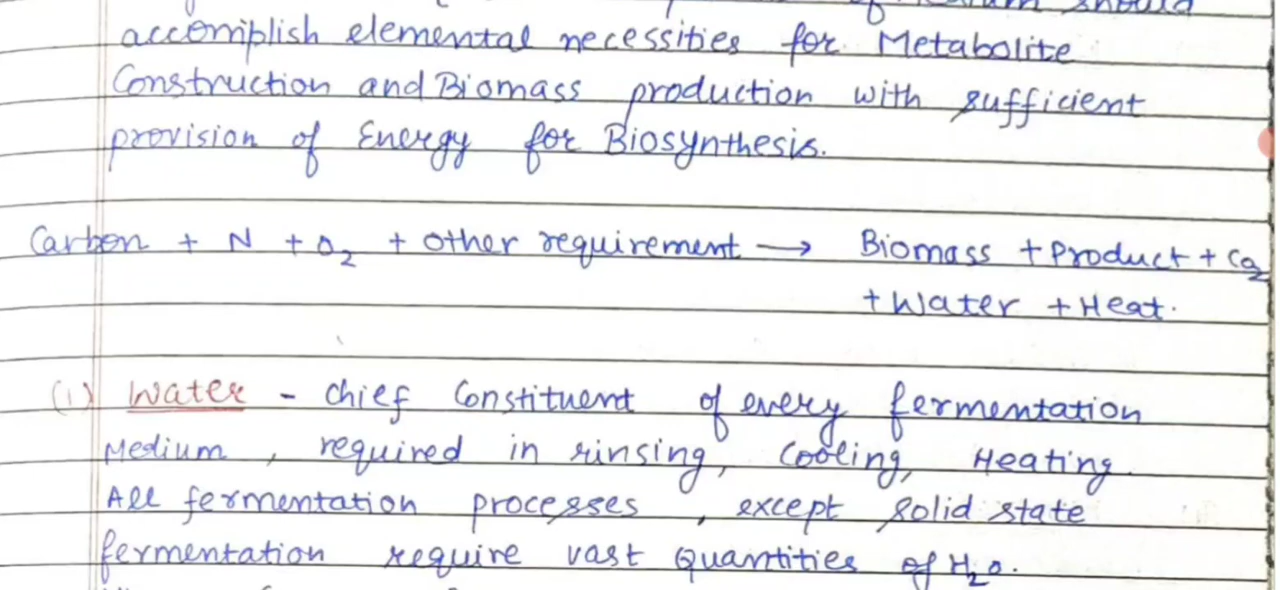 should
accomplish elemental necessities for Metabolite
Construction and Biomass production with sufficient
provision of Energy for Biosynthesis.
Carbon + N + O₂ + other requirement → Biomass + Product + CO₂
+ Water + Heat.
(1) Water - chief Constituent of every fermentation
Medium, required in rinsing, cooling, Heating.
All fermentation processes, except solid state
fermentation require vast quantities of H₂O.